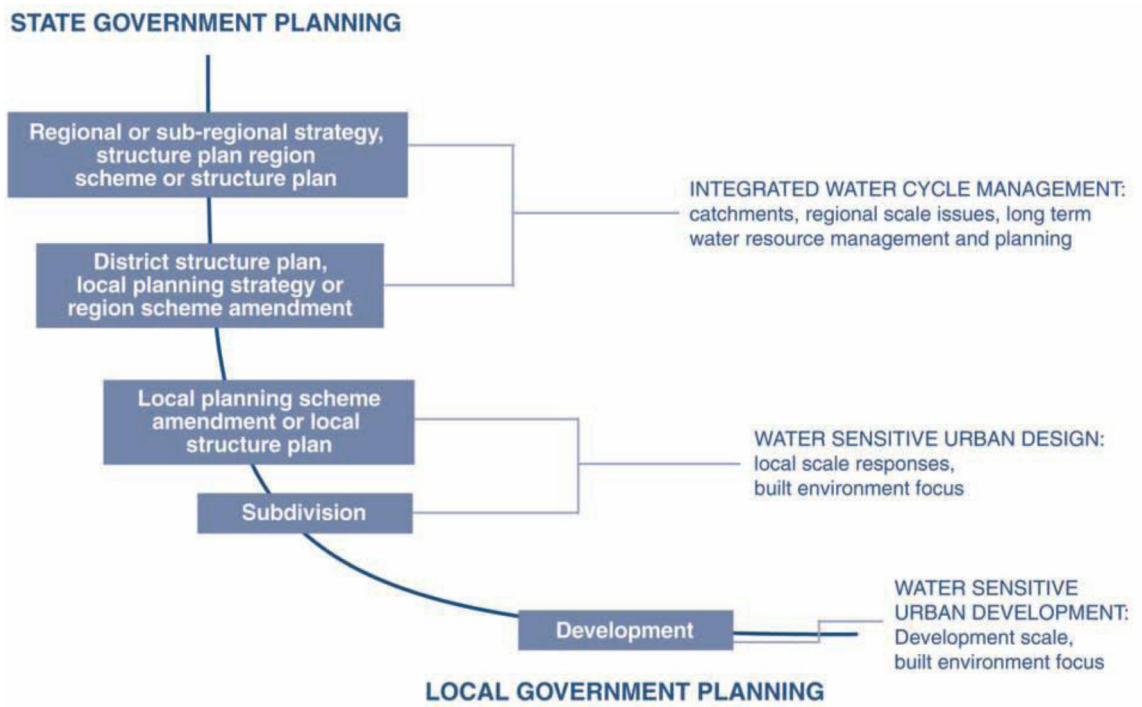 STATE GOVERNMENT PLANNING
Regional or sub-regional strategy,
structure plan region
scheme or structure plan
INTEGRATED WATER CYCLE MANAGEMENT:
catchments, regional scale issues, long term
water resource management and planning
District structure plan,
local planning strategy or
region scheme amendment
Local planning scheme
amendment or local
structure plan
WATER SENSITIVE URBAN DESIGN:
local scale responses,
built environment focus
Subdivision
WATER SENSITIVE
URBAN DEVELOPMENT:
Development scale,
built environment focus
Development
LOCAL GOVERNMENT PLANNING